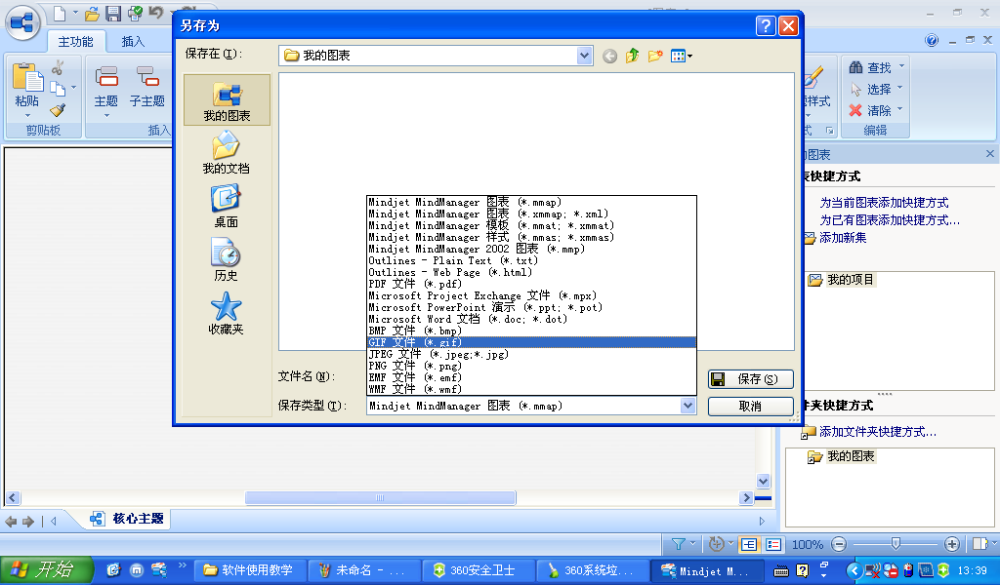 另存为
主功能 插入
保存在(I): 我的图表
粘贴 主题 子主题
剪贴板 插入
查找
选择
样式 清除
式 编辑
我的图表
我的文档
桌面
历史
收藏夹
Mindjet MindManager 图表 (*.mmap)
Mindjet MindManager 图表 (*.xmmap; *.xml)
Mindjet MindManager 模板 (*.mmat; *.xmmat)
Mindjet MindManager 样式 (*.mmas; *.xmmas)
Mindjet MindManager 2002 图表 (*.mmp)
Outlines - Plain Text (*.txt)
Outlines - Web Page (*.html)
PDF 文件 (*.pdf)
Microsoft Project Exchange 文件 (*.mpx)
Microsoft PowerPoint 演示 (*.ppt; *.pot)
Microsoft Word 文档 (*.doc; *.dot)
BMP 文件 (*.bmp)
GIF 文件 (*.gif)
JPEG 文件 (*.jpeg;*.jpg)
PNG 文件 (*.png)
EMF 文件 (*.emf)
WMF 文件 (*.wmf)
文件名(N):
保存类型(T): Mindjet MindManager 图表 (*.mmap)
保存(S)
取消
图表
快捷方式
为当前图表添加快捷方式
为已有图表添加快捷方式...
添加新集
我的项目
夹快捷方式
添加文件夹快捷方式...
我的图表
核心主题
100%
开始 软件使用教学 未命名 - ... 360安全卫士 360系统垃... Mindjet M... 13:39